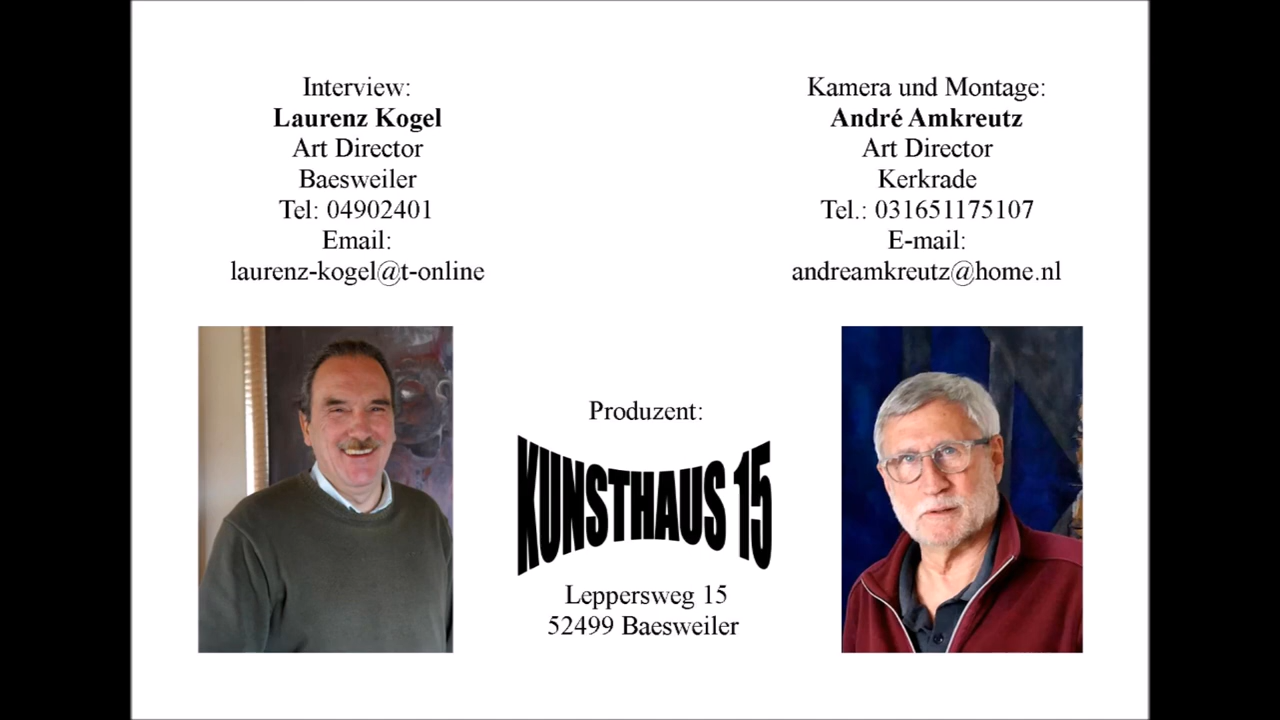 Interview:
Laurenz Kogel
Art Director
Baesweiler
Tel: 04902401
Email:
laurenz-kogel@t-online
Kamera und Montage:
André Amkreutz
Art Director
Kerkrade
Tel.: 031651175107
E-mail:
andreamkreutz@home.nl
Produzent:
KUNSTHAUS 15
Leppersweg 15
52499 Baesweiler